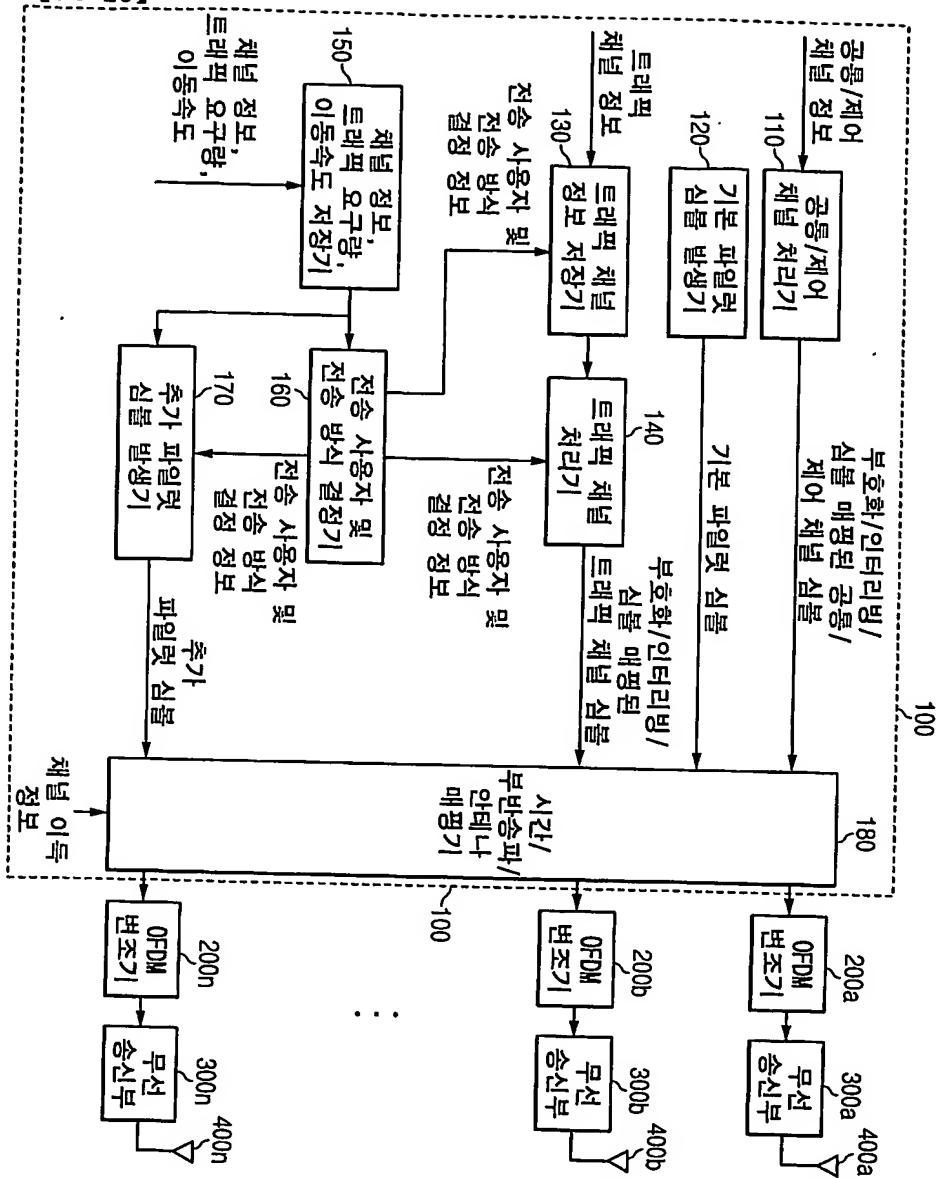 공통/제어
채널 정보
110
공통/제어
채널 처리기
부호화/인터리빙/
심볼 매핑된 공통/
제어 채널 심볼
120
기본 파일럿
심볼 발생기
기본 파일럿 심볼
트래픽
채널 정보
130
트래픽 채널
정보 저장기
140
트래픽 채널
처리기
부호화/인터리빙/
심볼 매핑된
트래픽 채널 심볼
전송 사용자 및
전송 방식
결정 정보
전송 사용자 및
전송 방식
결정 정보
150
채널 정보,
트래픽 요구량,
이동속도 저장기
채널 정보,
트래픽 요구량,
이동속도
160
전송 사용자 및
전송 방식 결정기
전송 사용자 및
전송 방식
결정 정보
170
추가 파일럿
심볼 발생기
추가
파일럿 심볼
100
180
시간/
부반송파/
안테나
매핑기
채널 이득
정보
100
200a
OFDM
변조기
300a
무선
송신부
400a
200b
OFDM
변조기
300b
무선
송신부
400b
...
200n
OFDM
변조기
300n
무선
송신부
400n